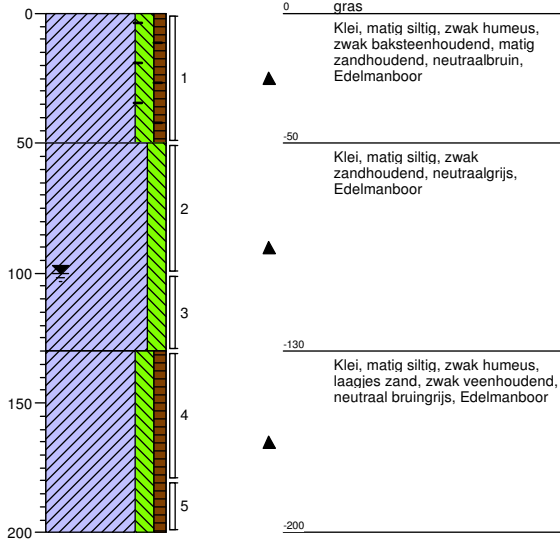 0
50
100
150
200
1
2
3
4
5
0
gras
Klei, matig siltig, zwak humeus,
zwak baksteenhoudend, matig
zandhoudend, neutraalbruin,
Edelmanboor
-50
Klei, matig siltig, zwak
zandhoudend, neutraalgrijs,
Edelmanboor
-130
Klei, matig siltig, zwak humeus,
laagjes zand, zwak veenhoudend,
neutraal bruingrijs, Edelmanboor
-200